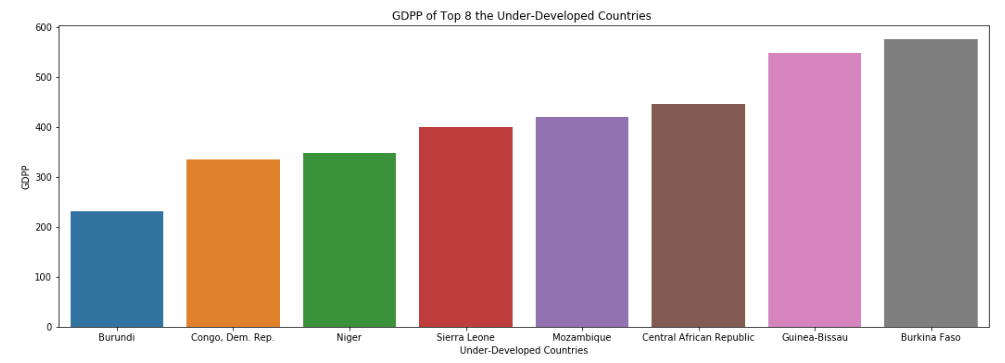 GDPP of Top 8 the Under-Developed Countries
600
500
400
300
200
100
0
GDPP
Burundi Congo, Dem. Rep. Niger Sierra Leone Mozambique Central African Republic Guinea-Bissau Burkina Faso
Under-Developed Countries